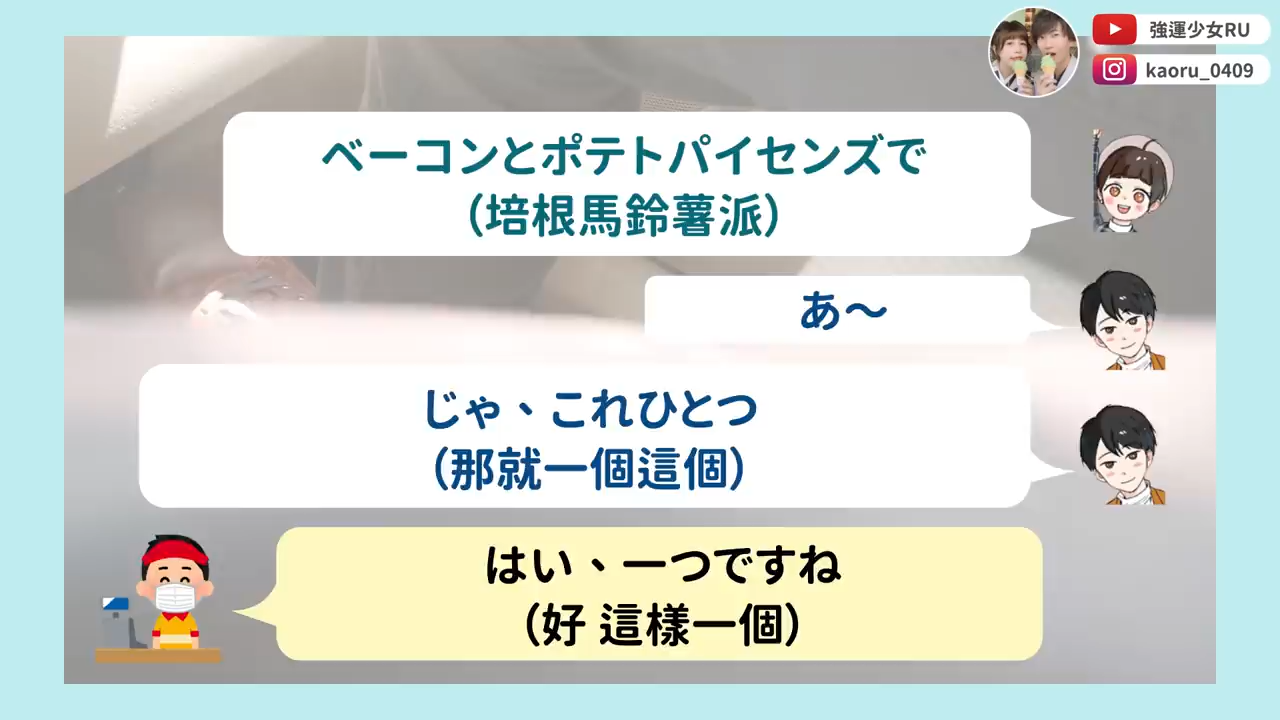 強運少女RU
kaoru_0409
ベーコンとポテトパイセンズで
(培根馬鈴薯派)
あ〜
じゃ、これひとつ
(那就一個這個)
はい、一つですね
(好 這樣一個)